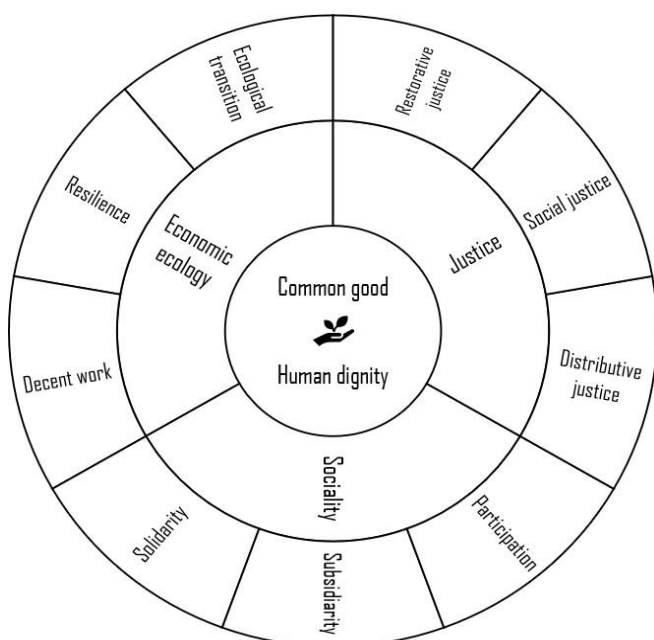 Common good
Human dignity
Justice
Sociality
Economic
ecology
Restorative
justice
Social justice
Distributive
justice
Participation
Subsidiarity
Solidarity
Decent work
Resilience
Ecological
transition